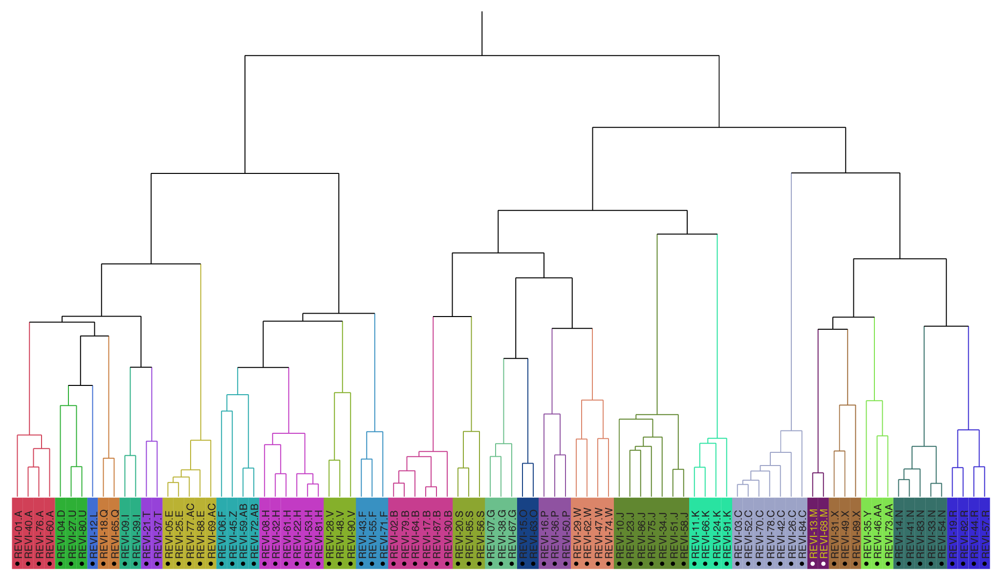 REVI-01.A
REVI-40.A
REVI-76.A
REVI-60.A
REVI-04.D
REVI-27.U
REVI-80.U
REVI-12.L
REVI-18.Q
REVI-65.Q
REVI-09.I
REVI-39.I
REVI-21.T
REVI-37.T
REVI-05.E
REVI-25.E
REVI-77.AC
REVI-88.E
REVI-69.AC
REVI-06.F
REVI-45.Z
REVI-59.AB
REVI-72.AB
REVI-08.H
REVI-32.H
REVI-61.H
REVI-22.H
REVI-53.H
REVI-81.H
REVI-28.V
REVI-48.V
REVI-90.V
REVI-43.F
REVI-55.F
REVI-71.F
REVI-02.B
REVI-79.B
REVI-64.B
REVI-17.B
REVI-87.B
REVI-30.B
REVI-20.S
REVI-85.S
REVI-56.S
REVI-07.G
REVI-38.G
REVI-67.G
REVI-15.O
REVI-63.O
REVI-16.P
REVI-36.P
REVI-50.P
REVI-29.W
REVI-62.W
REVI-47.W
REVI-74.W
REVI-10.J
REVI-23.J
REVI-86.J
REVI-75.J
REVI-34.J
REVI-51.J
REVI-58.J
REVI-11.K
REVI-66.K
REVI-24.K
REVI-91.K
REVI-03.C
REVI-52.C
REVI-70.C
REVI-78.C
REVI-42.C
REVI-26.C
REVI-84.C
REVI-13.M
REVI-68.M
REVI-31.X
REVI-49.X
REVI-89.X
REVI-35.Y
REVI-46.AA
REVI-73.AA
REVI-14.N
REVI-41.N
REVI-83.N
REVI-33.N
REVI-54.N
REVI-19.R
REVI-82.R
REVI-44.R
REVI-57.R